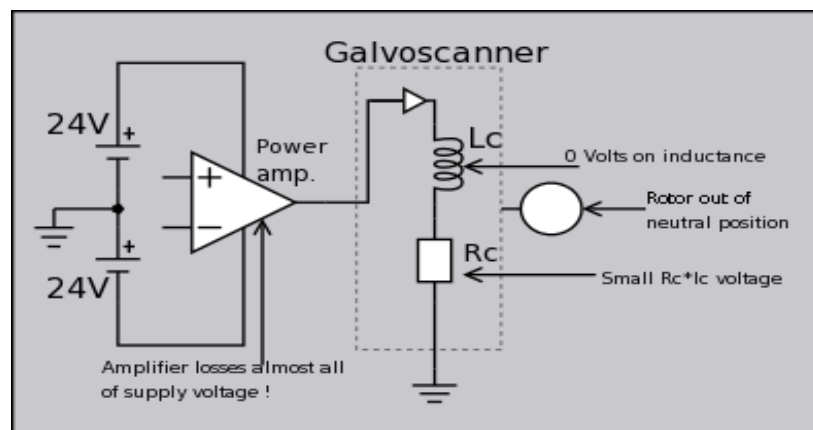 Galvoscanner
24V
+
Power
amp.
+
−
Lc
0 Volts on inductance
Rotor out of
neutral position
+
24V
Rc
Small Rc*Ic voltage
Amplifier losses almost all
of supply voltage !